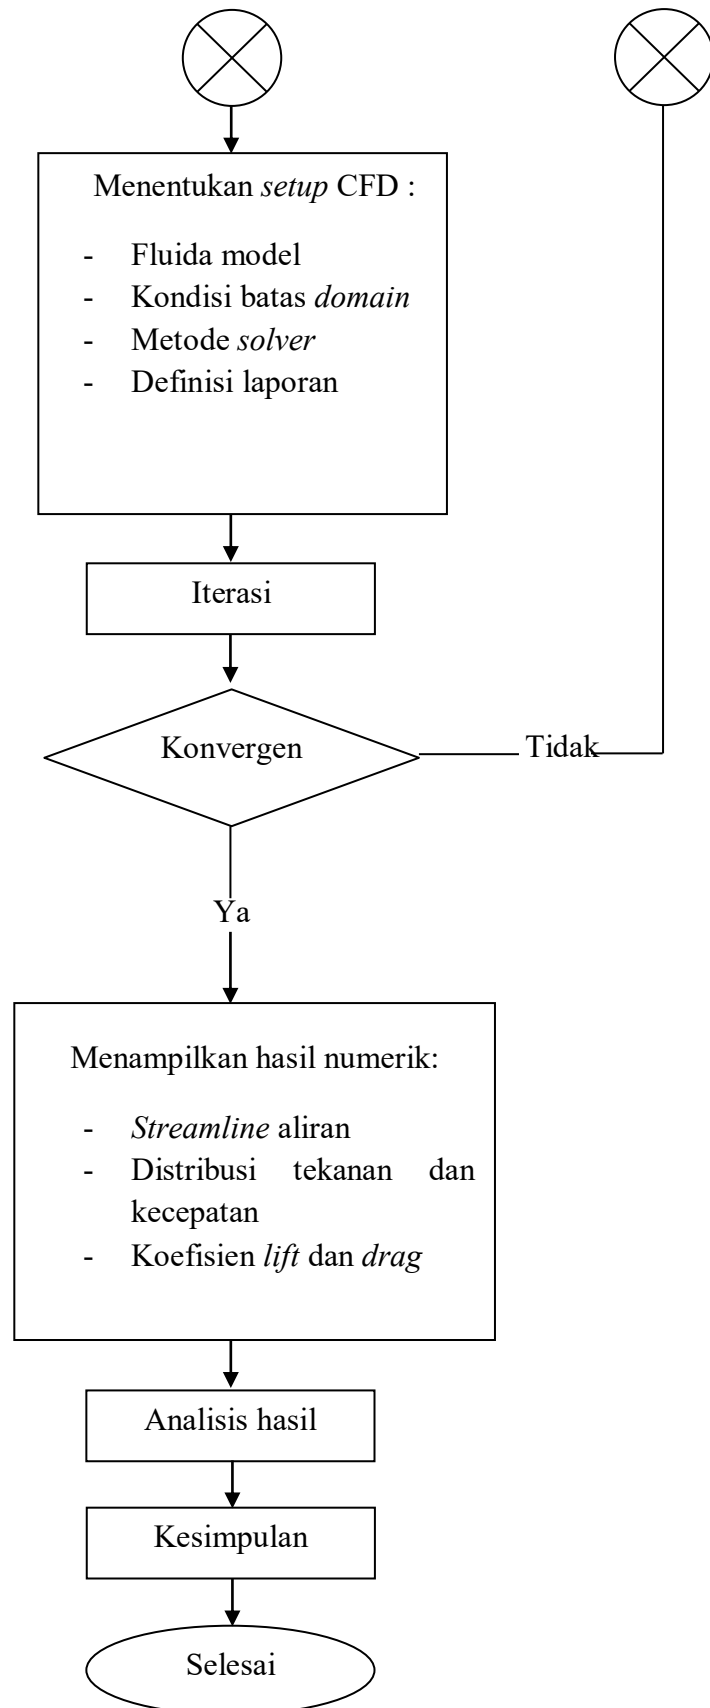 Menentukan setup CFD :
- Fluida model
- Kondisi batas domain
- Metode solver
- Definisi laporan
Iterasi
Konvergen
Tidak
Ya
Menampilkan hasil numerik:
- Streamline aliran
- Distribusi tekanan dan
kecepatan
- Koefisien lift dan drag
Analisis hasil
Kesimpulan
Selesai